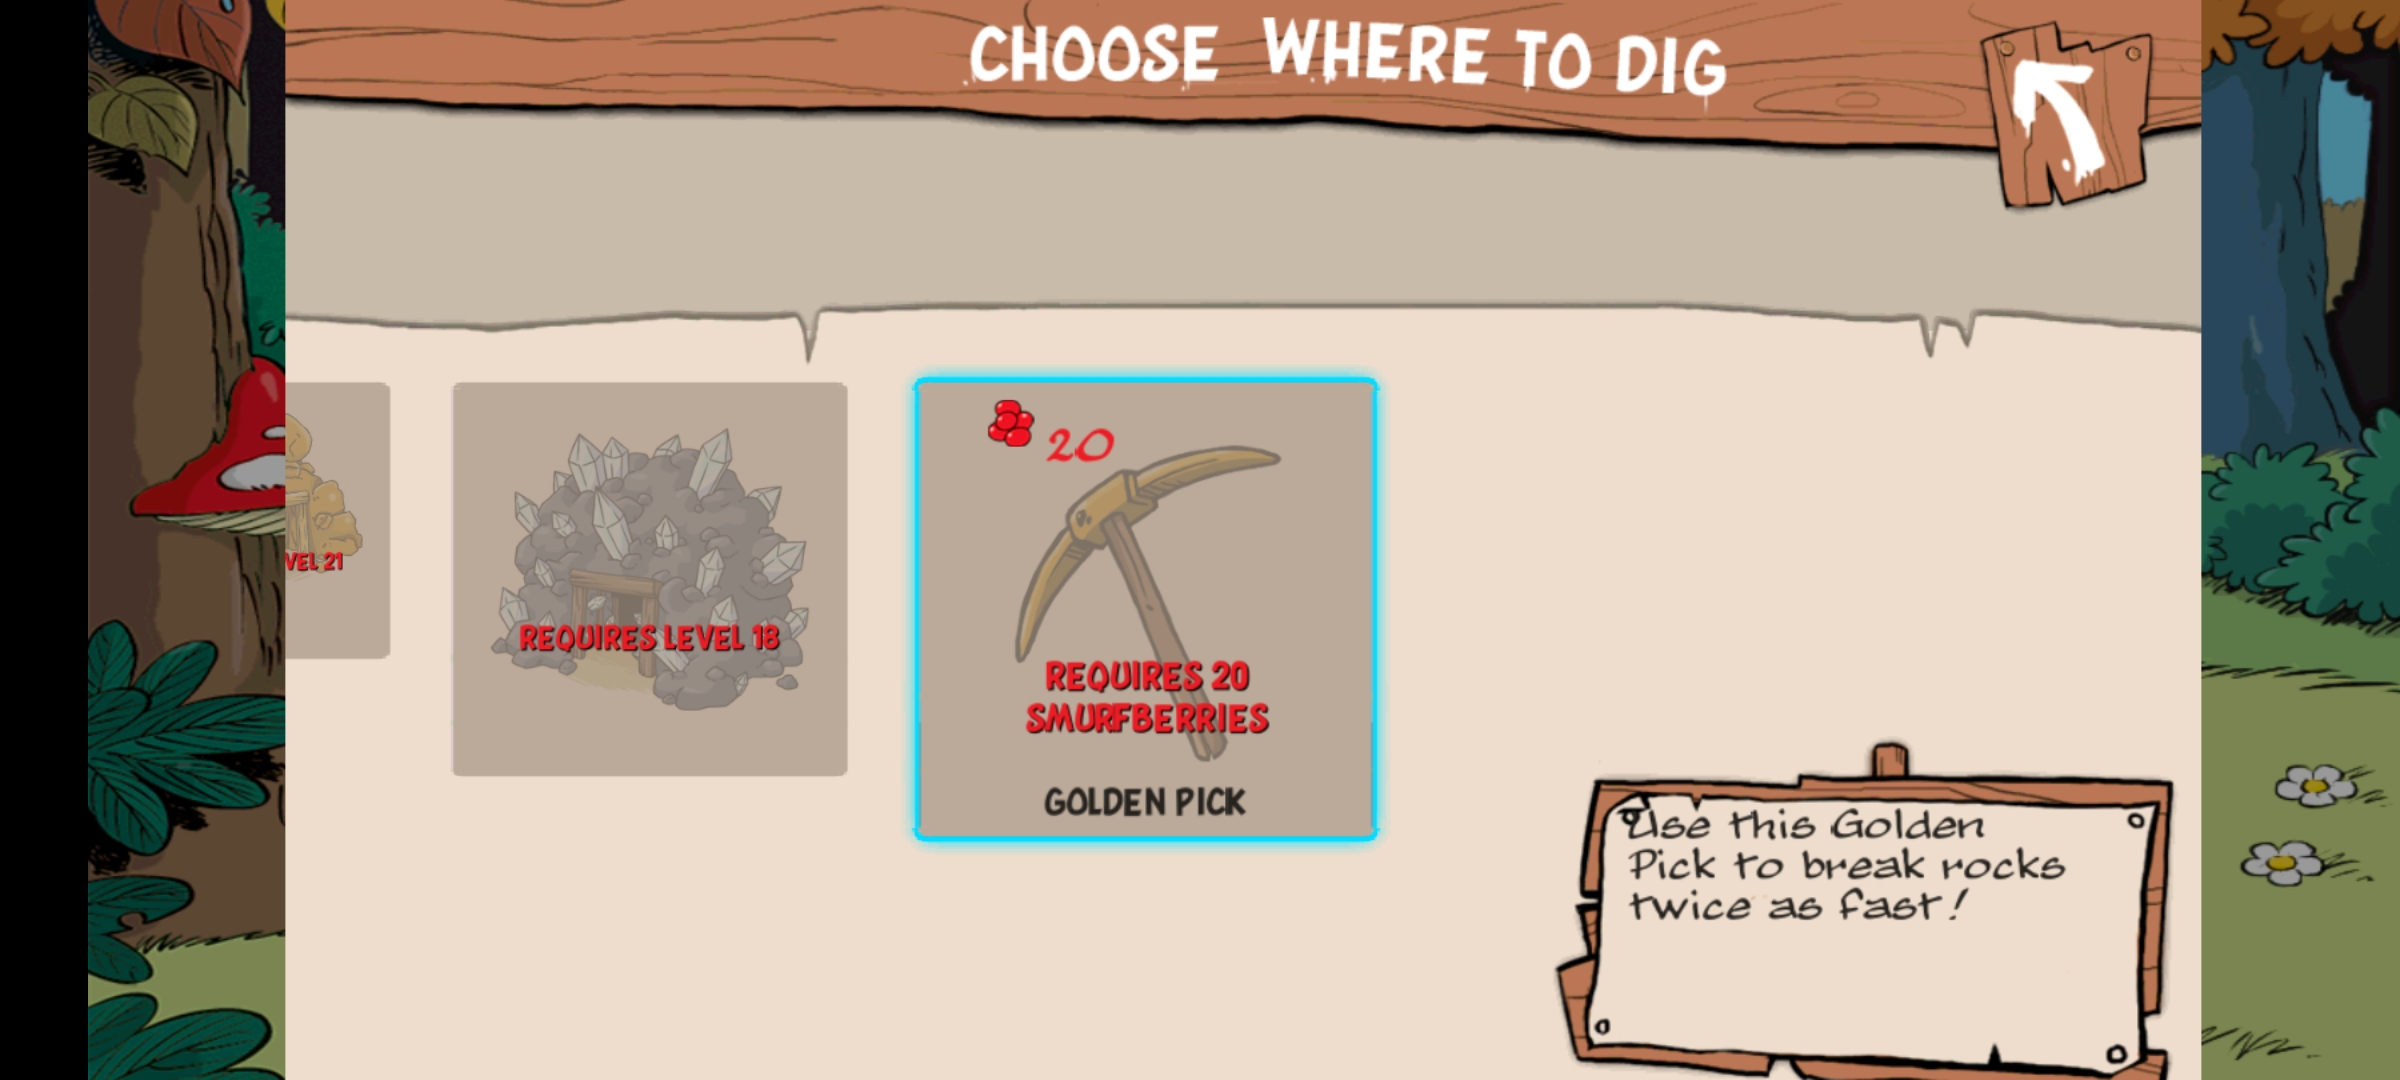 CHOOSE WHERE TO DIG
VEL 21
REQUIRES LEVEL 18
20
REQUIRES 20
SMURFBERRIES
GOLDEN PICK
Use this Golden
Pick to break rocks
twice as fast!